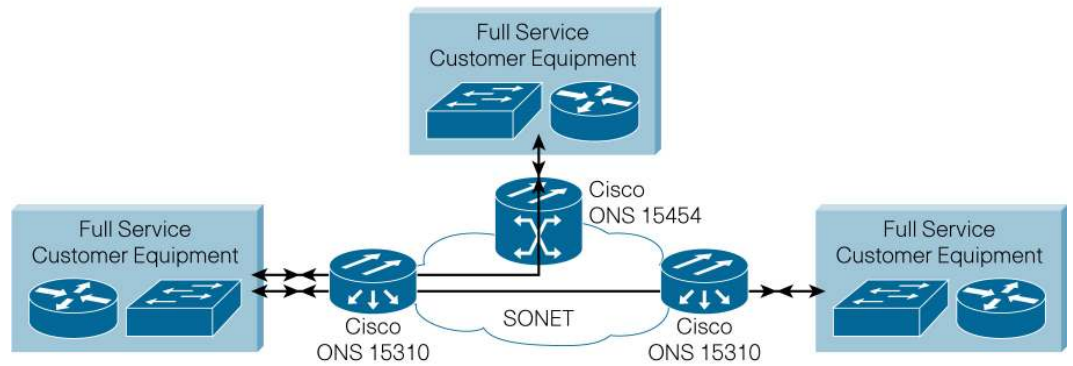 Full Service
Customer Equipment
Cisco
ONS 15454
Full Service
Customer Equipment
Full Service
Customer Equipment
Cisco
ONS 15310
SONET
Cisco
ONS 15310